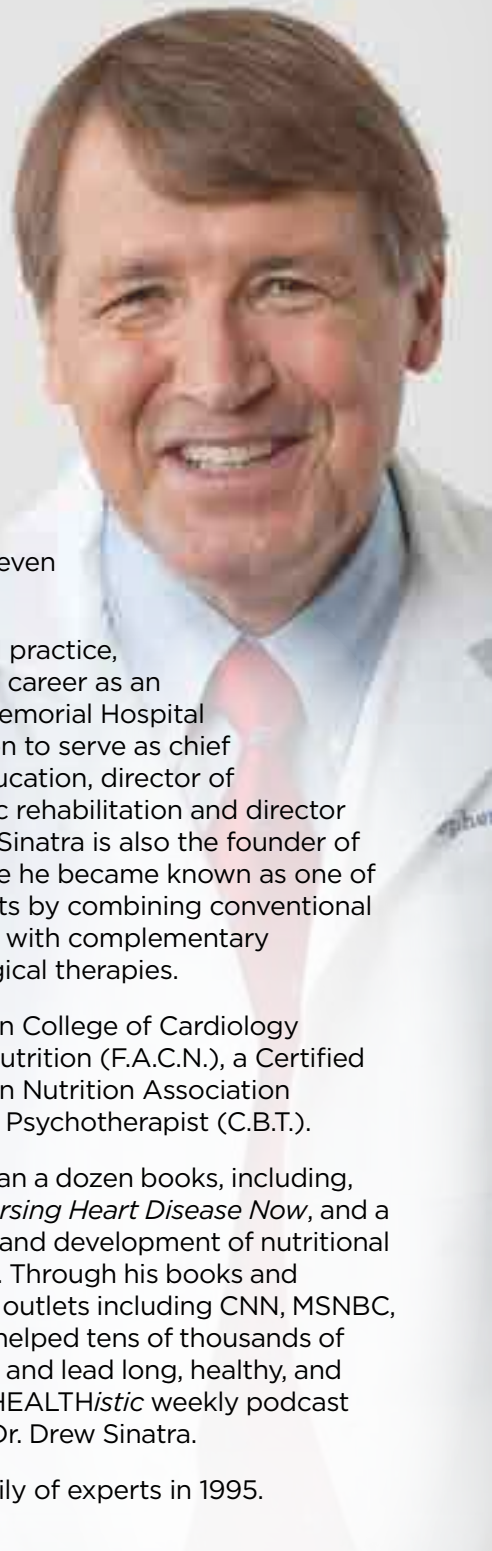 even
practice,
career as an
emorial Hospital
on to serve as chief
ucation, director of
c rehabilitation and director
Sinatra is also the founder of
e he became known as one of
ts by combining conventional
with complementary
gical therapies.
n College of Cardiology
utrition (F.A.C.N.), a Certified
n Nutrition Association
Psychotherapist (C.B.T.).
an a dozen books, including,
ersing Heart Disease Now, and a
and development of nutritional
. Through his books and
outlets including CNN, MSNBC,
helped tens of thousands of
and lead long, healthy, and
HEALTHistic weekly podcast
Dr. Drew Sinatra.
ily of experts in 1995.